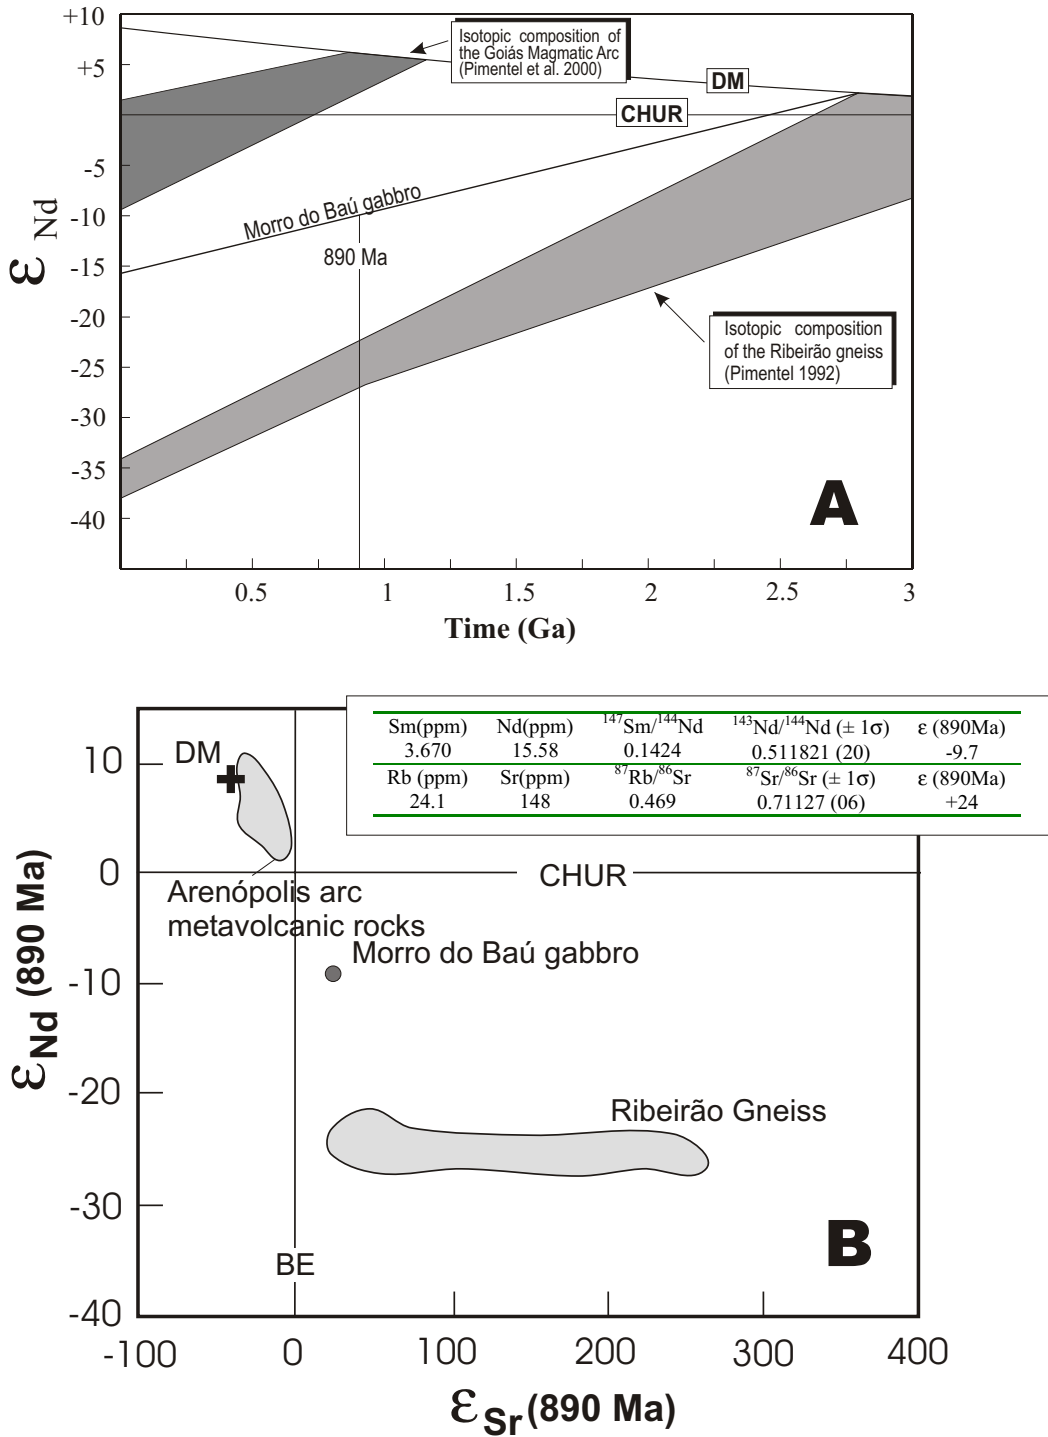 +10
Isotopic composition of
the Goiás Magmatic Arc
(Pimentel et al. 2000)
+5
DM
CHUR
-5
-10
-15
-20
-25
-30
-35
-40
ε Nd
Morro do Baú gabbro
890 Ma
Isotopic composition
of the Ribeirão gneiss
(Pimentel 1992)
A
0.5 1 1.5 2 2.5 3
Time (Ga)
Sm(ppm) Nd(ppm) ¹⁴⁷Sm/¹⁴⁴Nd ¹⁴³Nd/¹⁴⁴Nd (± 1σ) ε (890Ma)
3.670 15.58 0.1424 0.511821 (20) -9.7
Rb (ppm) Sr(ppm) ⁸⁷Rb/⁸⁶Sr ⁸⁷Sr/⁸⁶Sr (± 1σ) ε (890Ma)
24.1 148 0.469 0.71127 (06) +24
10
DM
0
CHUR
Arenópolis arc
metavolcanic rocks
Morro do Baú gabbro
-10
-20
Ribeirão Gneiss
-30
-40
εNd (890 Ma)
BE
B
-100 0 100 200 300 400
εSr (890 Ma)